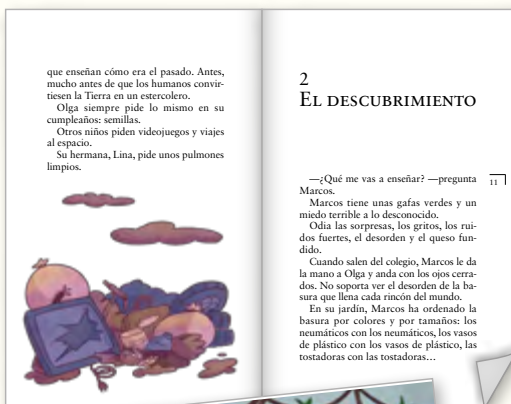 que enseñan cómo era el pasado. Antes,
mucho antes de que los humanos convir-
tiesen la Tierra en un estercolero.
Olga siempre pide lo mismo en su
cumpleaños: semillas.
Otros niños piden videojuegos y viajes
al espacio.
Su hermana, Lina, pide unos pulmones
limpios.
2
El descubrimiento
—¿Qué me vas a enseñar? —pregunta
Marcos.
Marcos tiene unas gafas verdes y un
miedo terrible a lo desconocido.
Odia las sorpresas, los gritos, los rui-
dos fuertes, el desorden y el queso fun-
dido.
Cuando salen del colegio, Marcos le da
la mano a Olga y anda con los ojos cerra-
dos. No soporta ver el desorden de la ba-
sura que llena cada rincón del mundo.
En su jardín, Marcos ha ordenado la
basura por colores y por tamaños: los
neumáticos con los neumáticos, los vasos
de plástico con los vasos de plástico, las
tostadoras con las tostadoras…
11